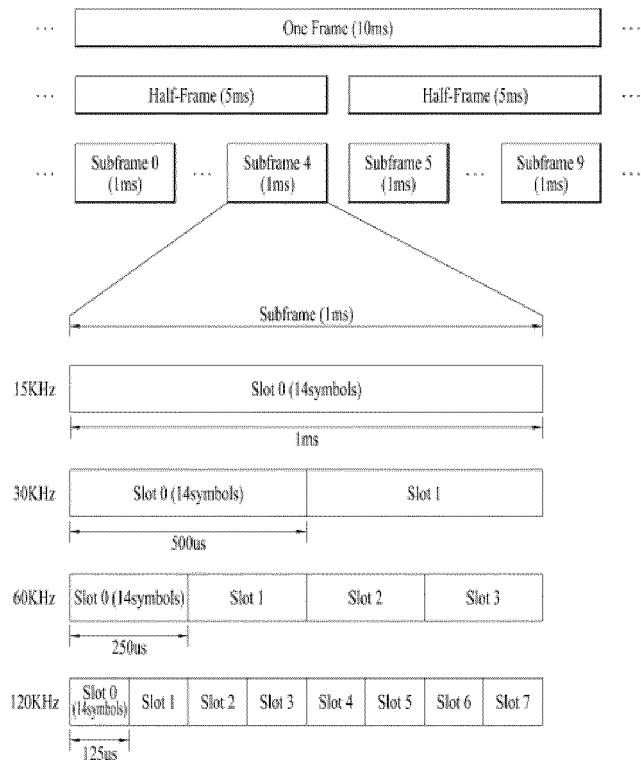 ... One Frame (10ms) ...
... Half-Frame (5ms) Half-Frame (5ms) ...
... Subframe 0 (1ms) ... Subframe 4 (1ms) Subframe 5 (1ms) ... Subframe 9 (1ms) ...
Subframe (1ms)
15KHz Slot 0 (14symbols)
1ms
30KHz Slot 0 (14symbols) Slot 1
500us
60KHz Slot 0 (14symbols) Slot 1 Slot 2 Slot 3
250us
120KHz Slot 0 (14symbols) Slot 1 Slot 2 Slot 3 Slot 4 Slot 5 Slot 6 Slot 7
125us